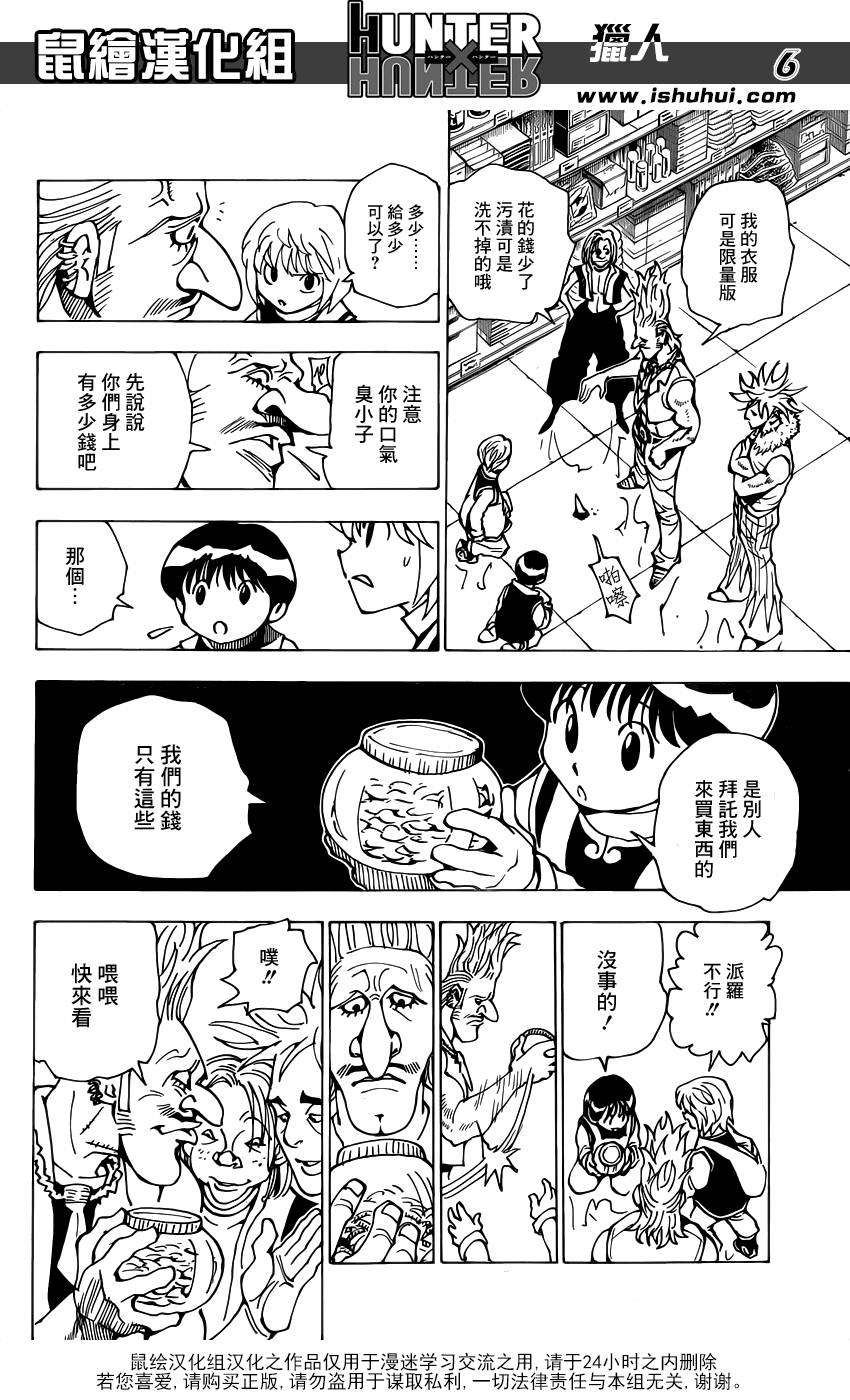 鼠繪漢化組
HUNTER
×
ハンター ハンター
HUNTER
獵人
6
www.ishuhui.com
我的衣服
可是限量版
花的錢少了
污漬可是
洗不掉的哦
啪嚓
多少……
給多少
可以了?
注意
你的口氣
臭小子
先說說
你們身上
有多少錢吧
那個…
是別人
拜託我們
來買東西的
我們的錢
只有這些
派羅
不行!!
沒事的!
噗!!
喂喂
快來看
鼠绘汉化组汉化之作品仅用于漫迷学习交流之用, 请于24小时之内删除
若您喜爱, 请购买正版, 请勿用于谋取私利, 一切法律责任与本组无关, 谢谢。